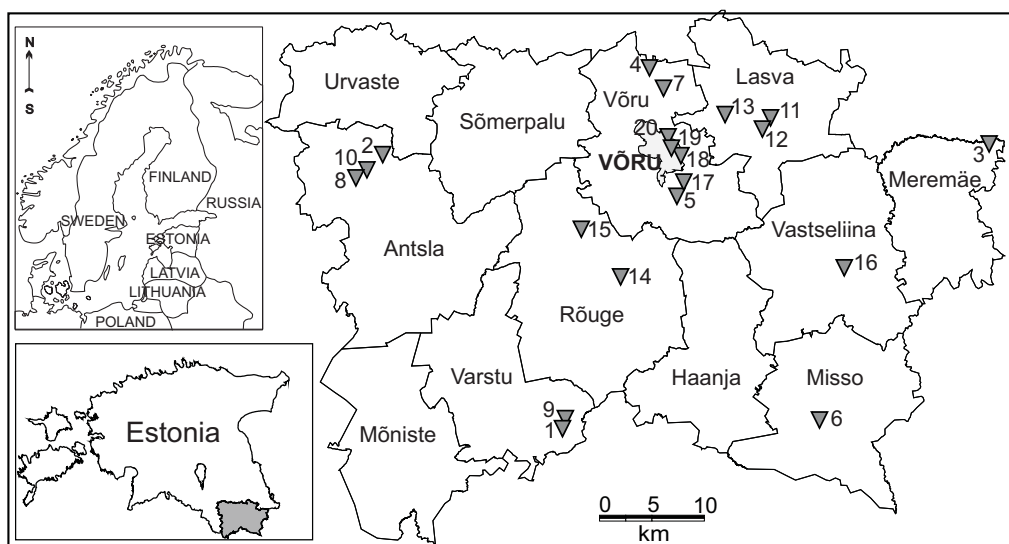 N
S
FINLAND
SWEDEN
RUSSIA
ESTONIA
LATVIA
LITHUANIA
POLAND
Estonia
Urvaste
Sõmerpalu
4
7
Võru
Lasva
13
11
12
20
19
18
VÕRU
17
5
2
10
8
3
Meremäe
Antsla
15
14
Rõuge
Vastseliina
16
Varstu
9
1
Mõniste
Haanja
Misso
6
0 5 10
km